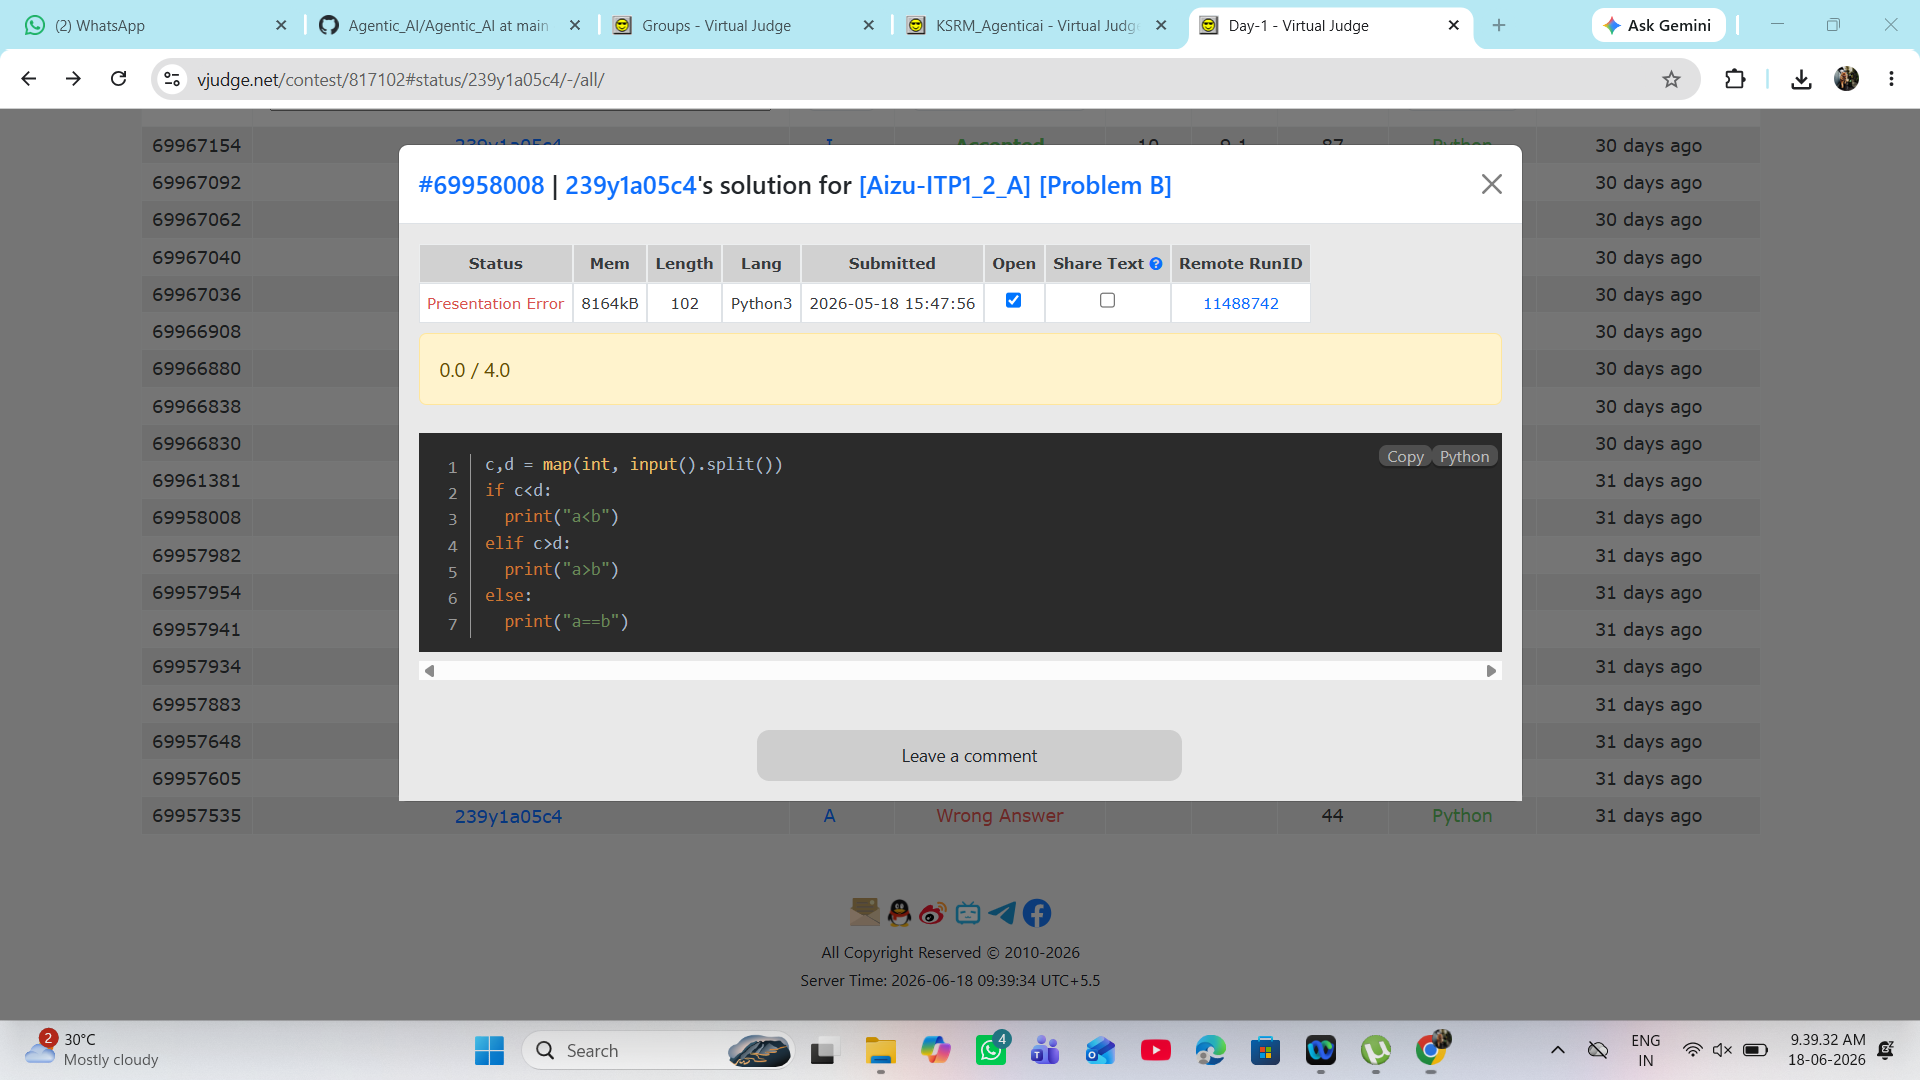 (2) WhatsApp
Agentic_AI/Agentic_AI at main
Groups - Virtual Judge
KSRM_Agenticai - Virtual Judge
Day-1 - Virtual Judge
Ask Gemini
vjudge.net/contest/817102#status/239y1a05c4/-/all/
69967154 239y1a05c4 I Accepted 10 9.1 87 Python 30 days ago
69967092 30 days ago
69967062 30 days ago
69967040 30 days ago
69967036 30 days ago
69966908 30 days ago
69966880 30 days ago
69966838 30 days ago
69966830 30 days ago
69961381 31 days ago
69958008 31 days ago
69957982 31 days ago
69957954 31 days ago
69957941 31 days ago
69957934 31 days ago
69957883 31 days ago
69957648 31 days ago
69957605 31 days ago
69957535 239y1a05c4 A Wrong Answer 44 Python 31 days ago
#69958008 | 239y1a05c4's solution for [Aizu-ITP1_2_A] [Problem B]
Status Mem Length Lang Submitted Open Share Text ? Remote RunID
Presentation Error 8164kB 102 Python3 2026-05-18 15:47:56 11488742
0.0 / 4.0
Copy Python
1 c,d = map(int, input().split())
2 if c<d:
3   print("a<b")
4 elif c>d:
5   print("a>b")
6 else:
7   print("a==b")
Leave a comment
All Copyright Reserved © 2010-2026
Server Time: 2026-06-18 09:39:34 UTC+5.5
2
30°C
Mostly cloudy
Search
4
ENG
IN
9.39.32 AM
18-06-2026